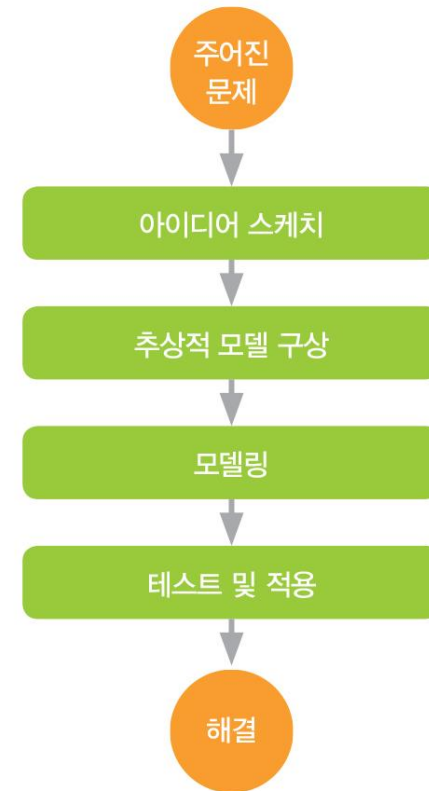 주어진
문제
아이디어 스케치
추상적 모델 구상
모델링
테스트 및 적용
해결